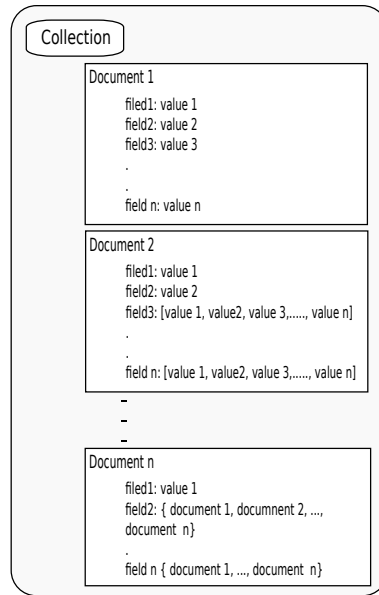 Collection
Document 1
filed1: value 1
field2: value 2
field3: value 3
.
.
field n: value n
Document 2
filed1: value 1
field2: value 2
field3: [value 1, value2, value 3,....., value n]
.
.
field n: [value 1, value2, value 3,....., value n]
Document n
filed1: value 1
field2: { document 1, documnent 2, ...,
document  n}
.
field n { document 1, ..., document  n}